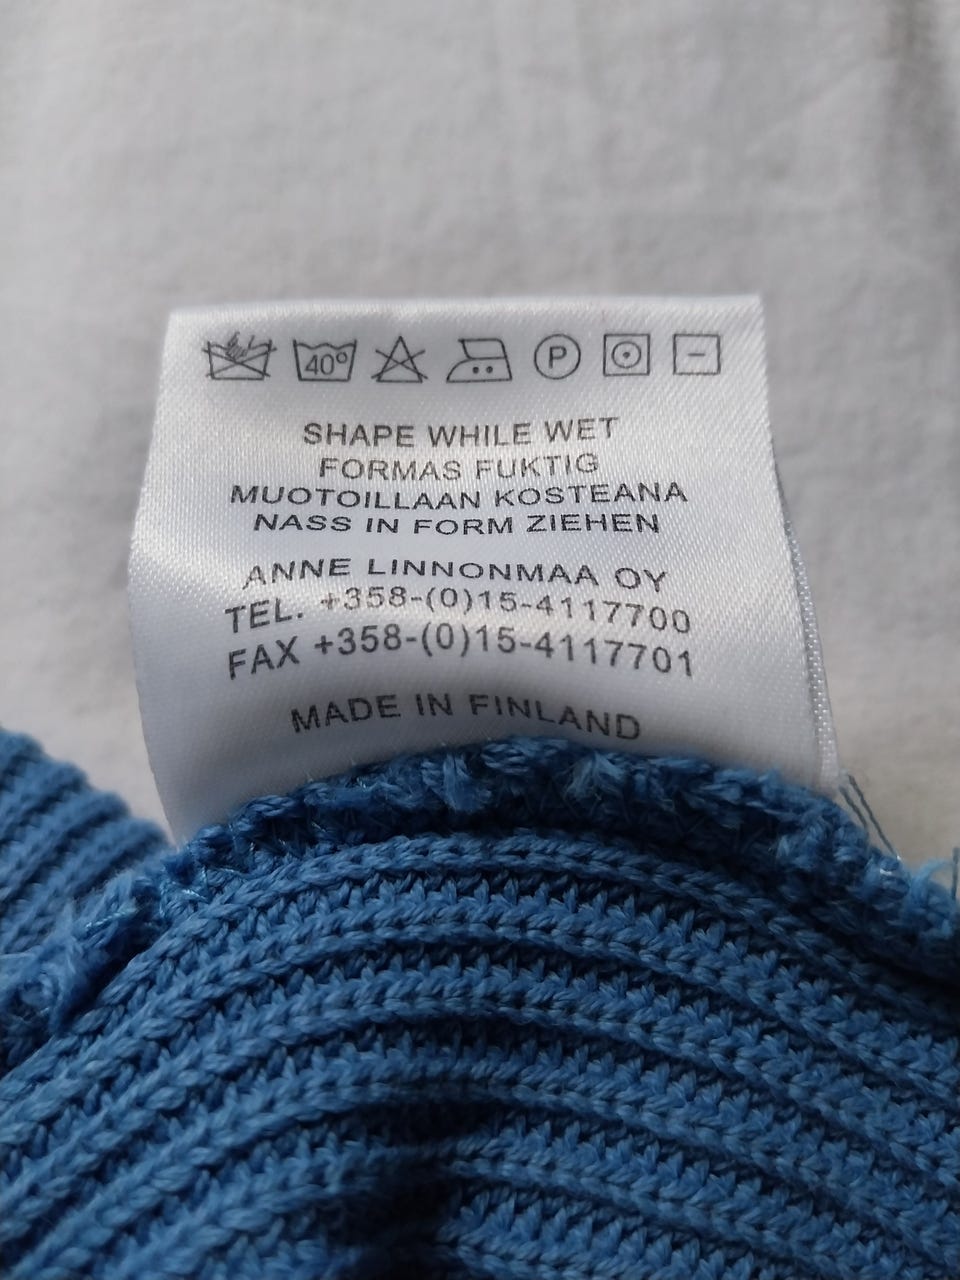 40°
P
SHAPE WHILE WET
FORMAS FUKTIG
MUOTOILLAAN KOSTEANA
NASS IN FORM ZIEHEN
ANNE LINNONMAA OY
TEL. +358-(0)15-4117700
FAX +358-(0)15-4117701
MADE IN FINLAND